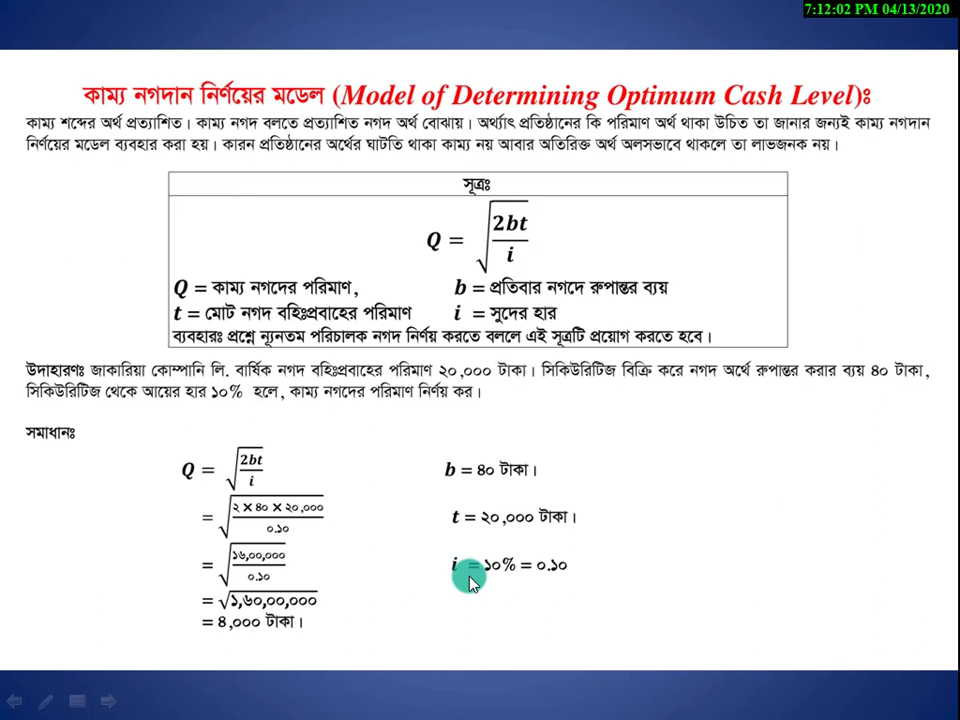 7:12:02 PM 04/13/2020
কাম্য নগদান নির্ণয়ের মডেল (Model of Determining Optimum Cash Level)ঃ
কাম্য শব্দের অর্থ প্রত্যাশিত। কাম্য নগদ বলতে প্রত্যাশিত নগদ অর্থ বোঝায়। অর্থ্যাৎ প্রতিষ্ঠানের কি পরিমাণ অর্থ থাকা উচিত তা জানার জন্যই কাম্য নগদান
নির্ণয়ের মডেল ব্যবহার করা হয়। কারন প্রতিষ্ঠানের অর্থের ঘাটতি থাকা কাম্য নয় আবার অতিরিক্ত অর্থ অলসভাবে থাকলে তা লাভজনক নয়।
সূত্রঃ
Q = √(2bt/i)
Q = কাম্য নগদের পরিমাণ, b = প্রতিবার নগদে রুপান্তর ব্যয়
t = মোট নগদ বহিঃপ্রবাহের পরিমাণ i = সুদের হার
ব্যবহারঃ প্রশ্নে ন্যূনতম পরিচালক নগদ নির্ণয় করতে বললে এই সূত্রটি প্রয়োগ করতে হবে।
উদাহারণঃ জাকারিয়া কোম্পানি লি. বার্ষিক নগদ বহিঃপ্রবাহের পরিমাণ ২০,০০০ টাকা। সিকিউরিটিজ বিক্রি করে নগদ অর্থে রুপান্তর করার ব্যয় ৪০ টাকা,
সিকিউরিটিজ থেকে আয়ের হার ১০% হলে, কাম্য নগদের পরিমাণ নির্ণয় কর।
সমাধানঃ
Q = √(2bt/i) b = ৪০ টাকা।
= √(২ × ৪০ × ২০,০০০/০.১০) t = ২০,০০০ টাকা।
= √(১৬,০০,০০০/০.১০) i = ১০% = ০.১০
= √১,৬০,০০,০০০
= ৪,০০০ টাকা।